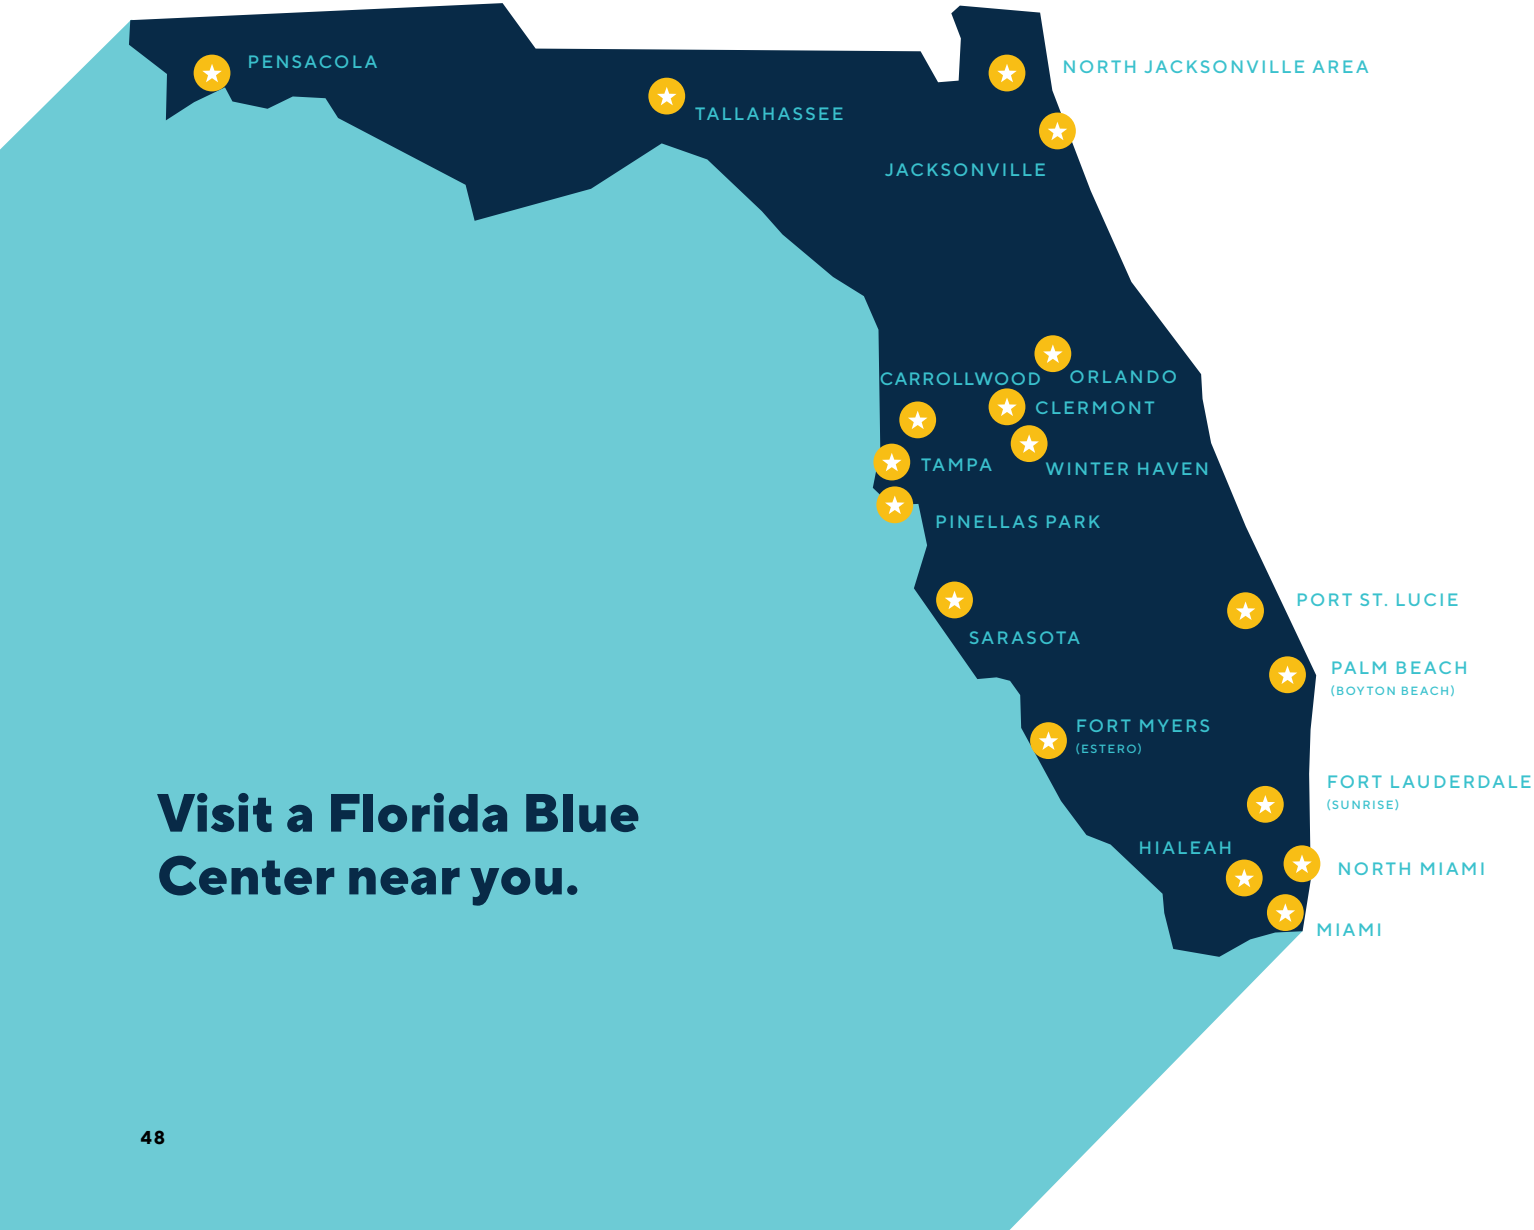 PENSACOLA
NORTH JACKSONVILLE AREA
TALLAHASSEE
JACKSONVILLE
CARROLLWOOD
ORLANDO
CLERMONT
TAMPA
WINTER HAVEN
PINELLAS PARK
PORT ST. LUCIE
SARASOTA
PALM BEACH
(BOYTON BEACH)
FORT MYERS
(ESTERO)
FORT LAUDERDALE
(SUNRISE)
HIALEAH
NORTH MIAMI
MIAMI
Visit a Florida Blue
Center near you.
48